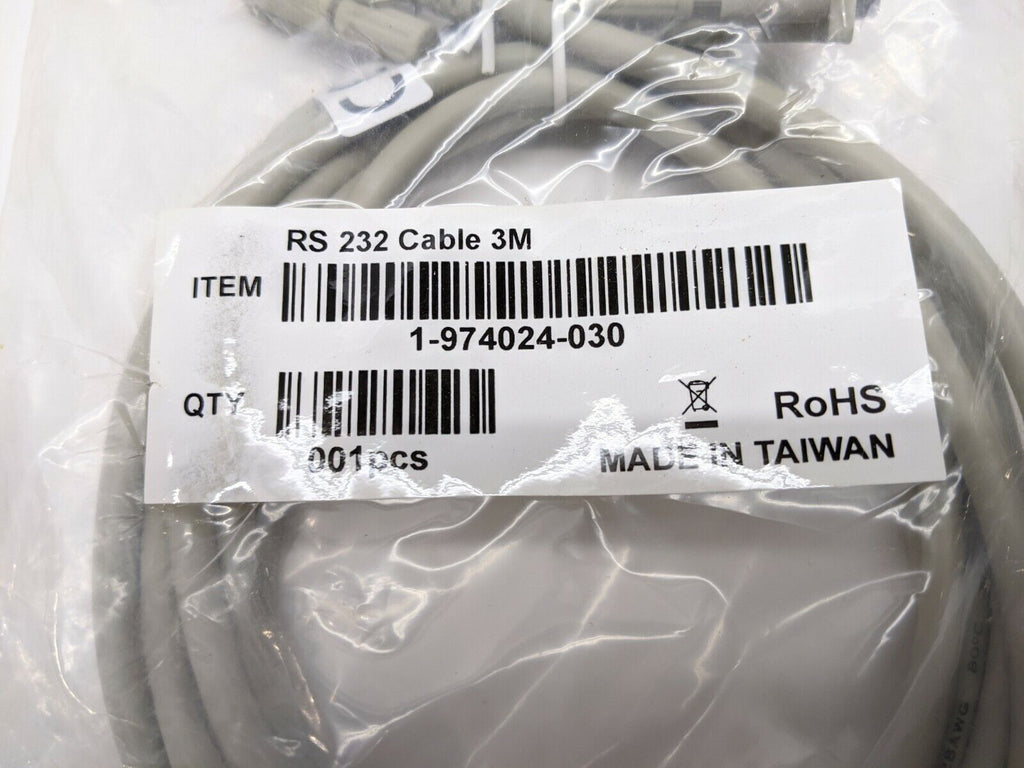 RS 232 Cable 3M
ITEM
1-974024-030
QTY
001pcs
RoHS
MADE IN TAIWAN